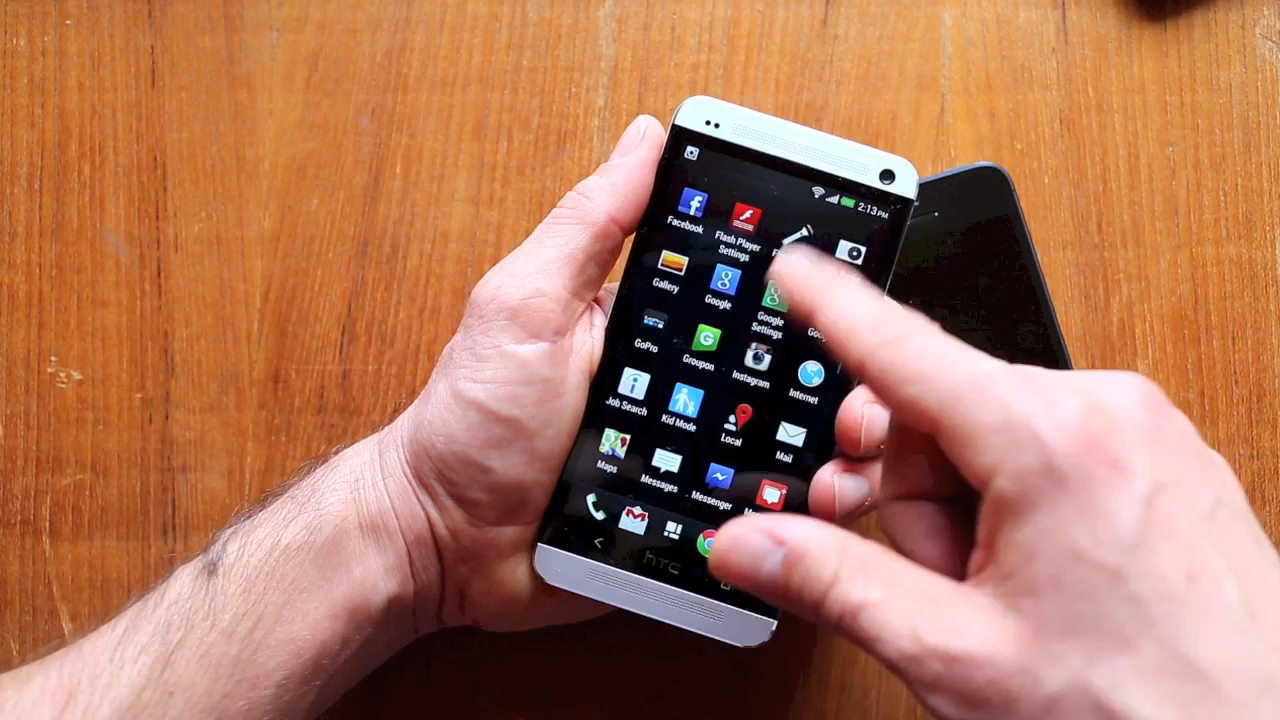 2:13 PM
Facebook
Flash Player
Settings
Gallery
Google
Google
Settings
GoPro
Groupon
Instagram
Internet
Job Search
Kid Mode
Local
Mail
Maps
Messages
Messenger
hTC